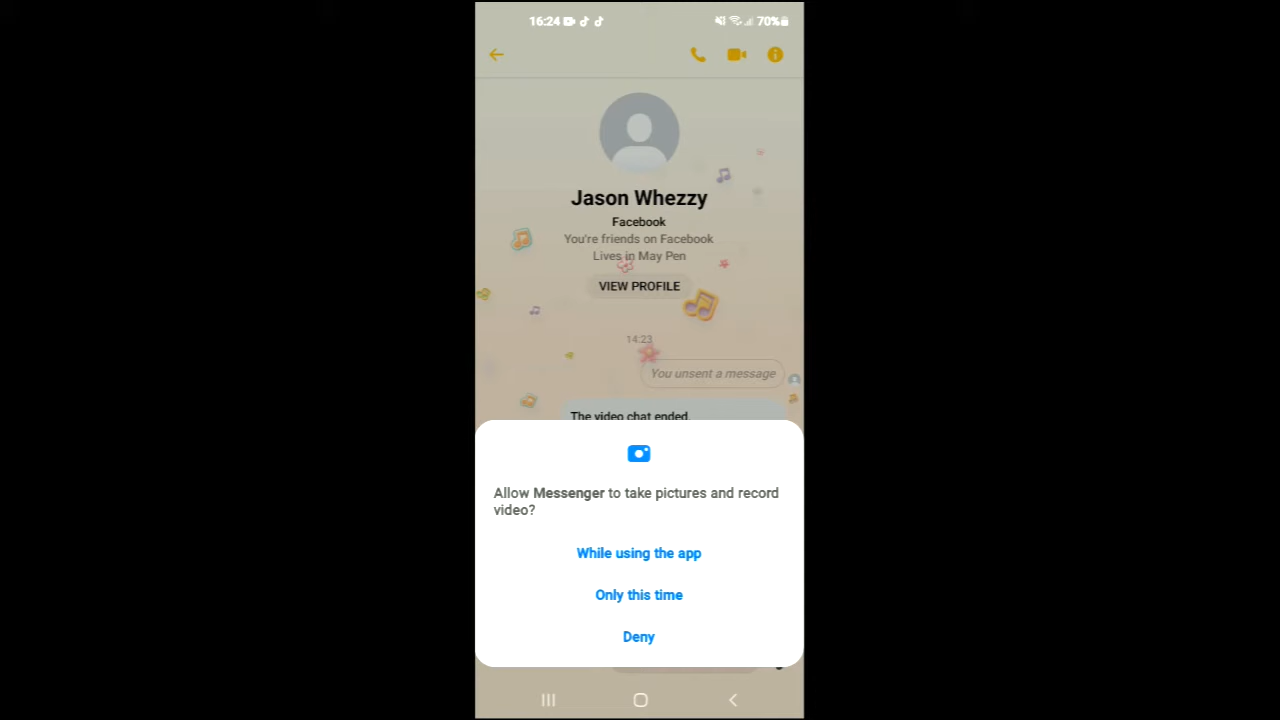 16:24
70%
Jason Whezzy
Facebook
You're friends on Facebook
Lives in May Pen
VIEW PROFILE
14:23
You unsent a message
The video chat ended.
Allow Messenger to take pictures and record
video?
While using the app
Only this time
Deny